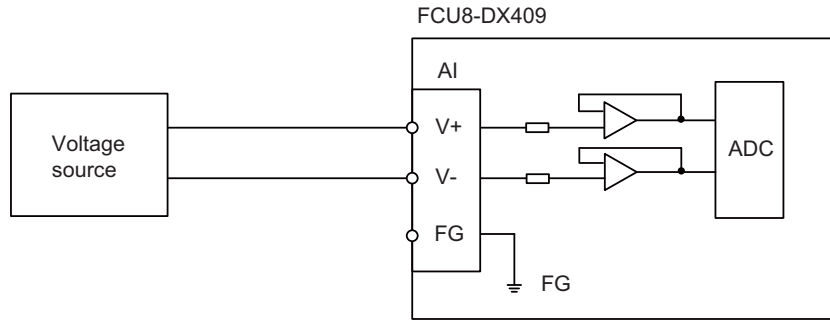 FCU8-DX409
AI
Voltage
source
V+
V-
FG
ADC
FG